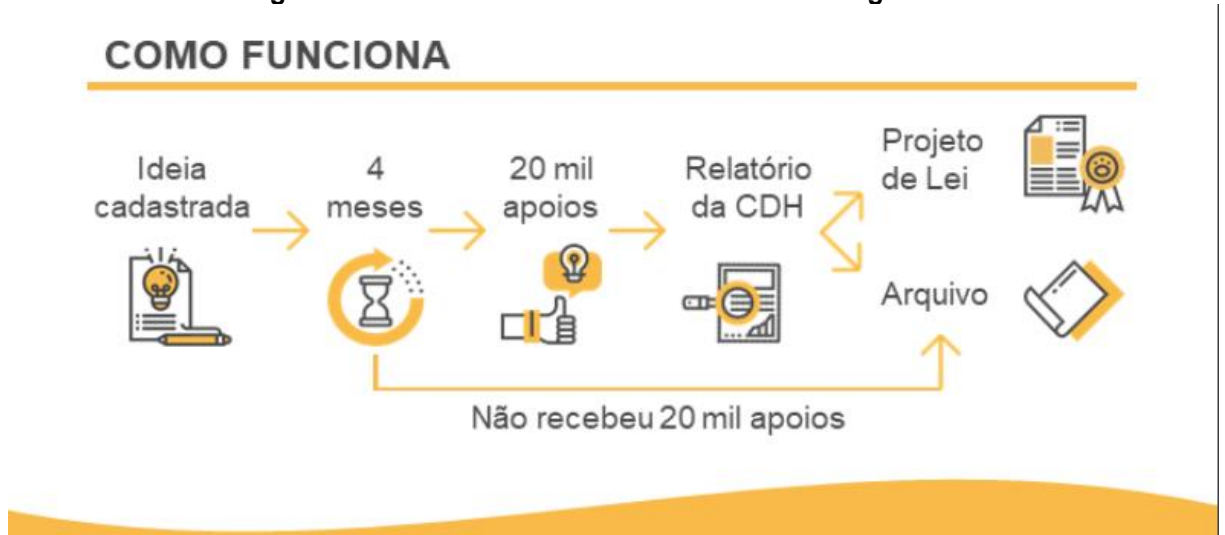 COMO FUNCIONA
Ideia
cadastrada
4
meses
20 mil
apoios
Relatório
da CDH
Projeto
de Lei
Arquivo
Não recebeu 20 mil apoios